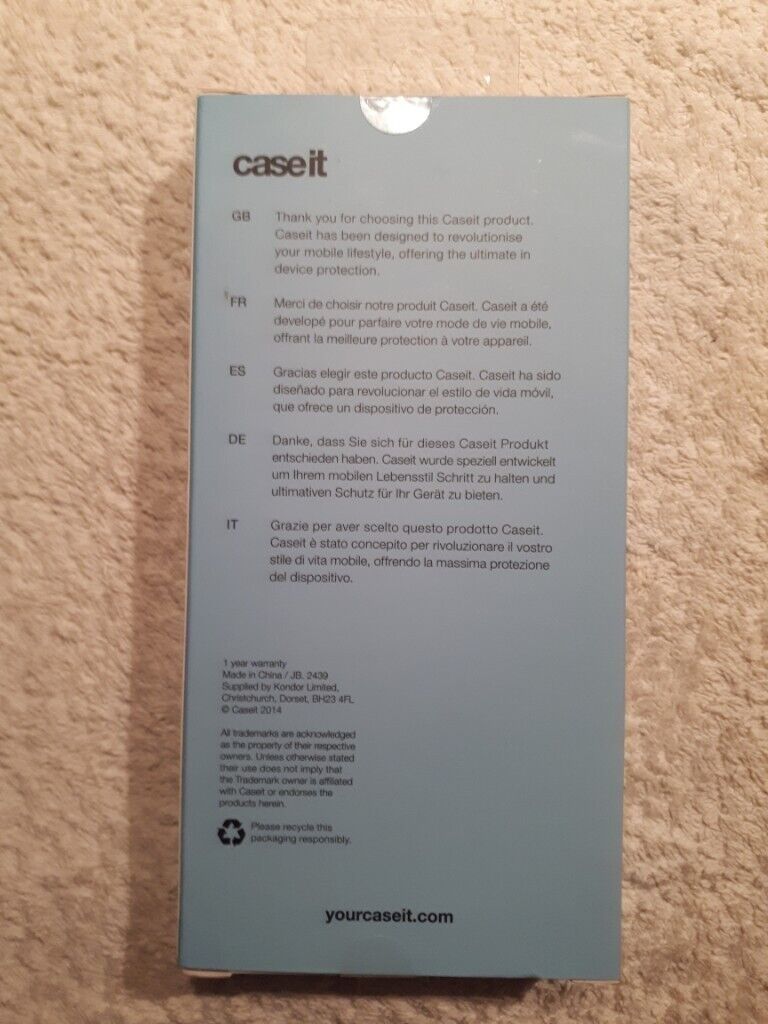 caseit
GB Thank you for choosing this Caseit product.
Caseit has been designed to revolutionise
your mobile lifestyle, offering the ultimate in
device protection.
FR Merci de choisir notre produit Caseit. Caseit a été
developé pour parfaire votre mode de vie mobile,
offrant la meilleure protection à votre appareil.
ES Gracias elegir este producto Caseit. Caseit ha sido
diseñado para revolucionar el estilo de vida móvil,
que ofrece un dispositivo de protección.
DE Danke, dass Sie sich für dieses Caseit Produkt
entschieden haben. Caseit wurde speziell entwickelt
um Ihrem mobilen Lebensstil Schritt zu halten und
ultimativen Schutz für Ihr Gerät zu bieten.
IT Grazie per aver scelto questo prodotto Caseit.
Caseit è stato concepito per rivoluzionare il vostro
stile di vita mobile, offrendo la massima protezione
del dispositivo.
1 year warranty
Made in China / JB, 2439
Supplied by Kondor Limited,
Christchurch, Dorset, BH23 4FL
© Caseit 2014
All trademarks are acknowledged
as the property of their respective
owners. Unless otherwise stated
their use does not imply that
the Trademark owner is affiliated
with Caseit or endorses the
products herein.
Please recycle this
packaging responsibly.
yourcaseit.com